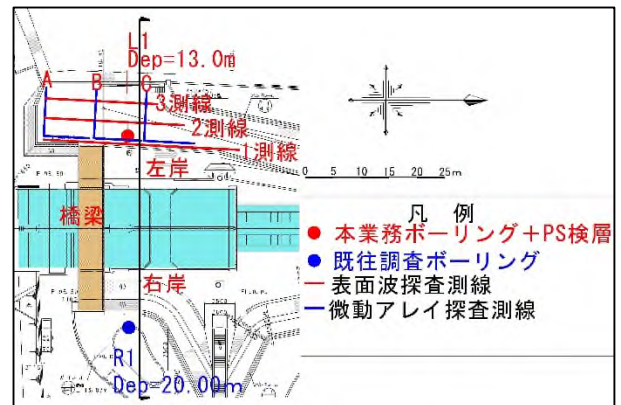 L1
Dep=13.0m
A
B
C
3測線
2測線
1測線
左岸
橋梁
右岸
R1
Dep=20.00m
0 5 10 15 20 25m
凡 例
本業務ボーリング+PS検層
既往調査ボーリング
表面波探査測線
微動アレイ探査測線